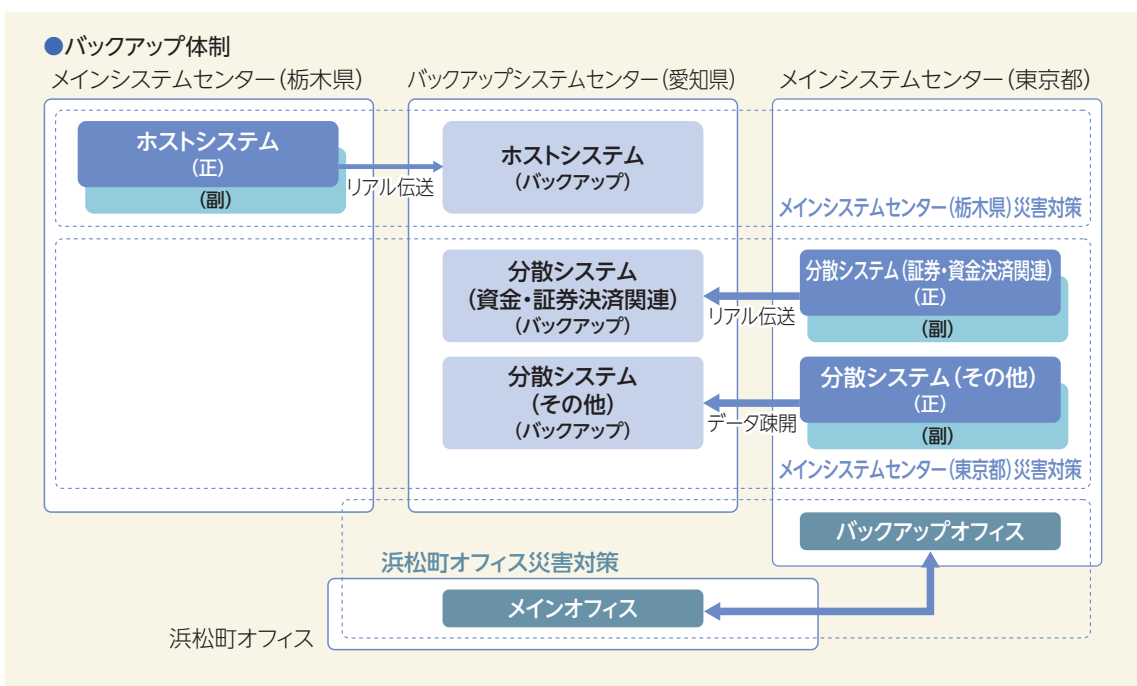 ●バックアップ体制
メインシステムセンター(栃木県)
バックアップシステムセンター(愛知県)
メインシステムセンター(東京都)
ホストシステム
(正)
(副)
リアル伝送
ホストシステム
(バックアップ)
メインシステムセンター(栃木県)災害対策
分散システム
(資金・証券決済関連)
(バックアップ)
リアル伝送
分散システム(証券・資金決済関連)
(正)
(副)
分散システム
(その他)
(バックアップ)
データ疎開
分散システム(その他)
(正)
(副)
メインシステムセンター(東京都)災害対策
バックアップオフィス
浜松町オフィス災害対策
メインオフィス
浜松町オフィス